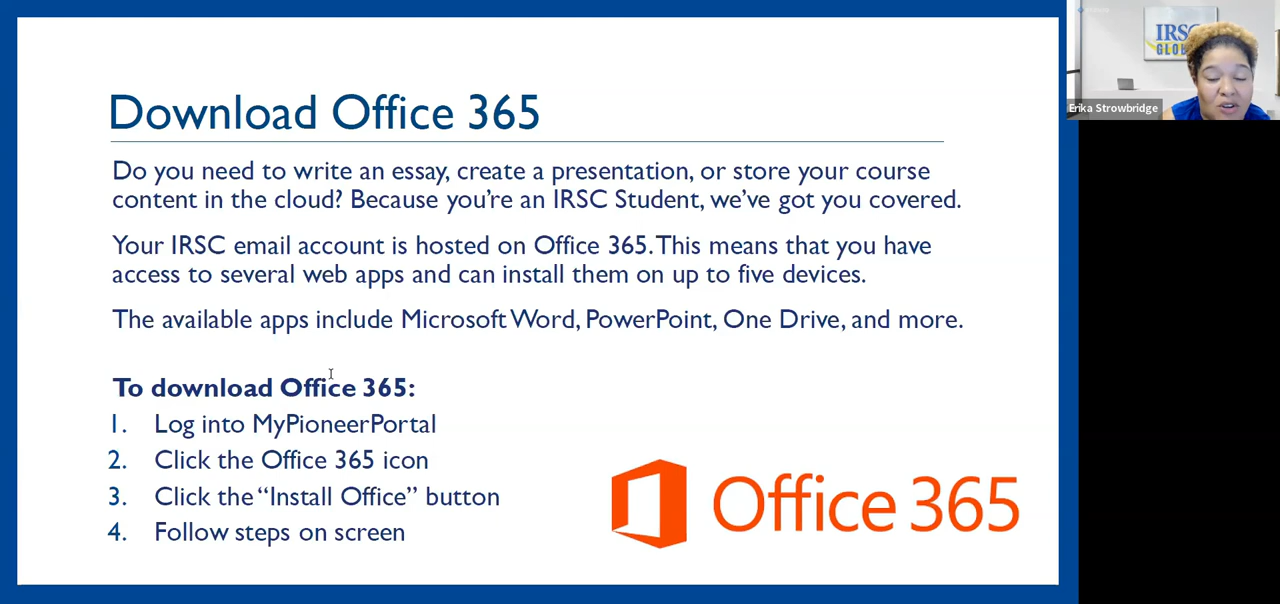 Download Office 365
Do you need to write an essay, create a presentation, or store your course
content in the cloud? Because you're an IRSC Student, we've got you covered.
Your IRSC email account is hosted on Office 365. This means that you have
access to several web apps and can install them on up to five devices.
The available apps include Microsoft Word, PowerPoint, One Drive, and more.
To download Office 365:
1. Log into MyPioneerPortal
2. Click the Office 365 icon
3. Click the “Install Office” button
4. Follow steps on screen
Office 365
IRSC
Erika Strowbridge